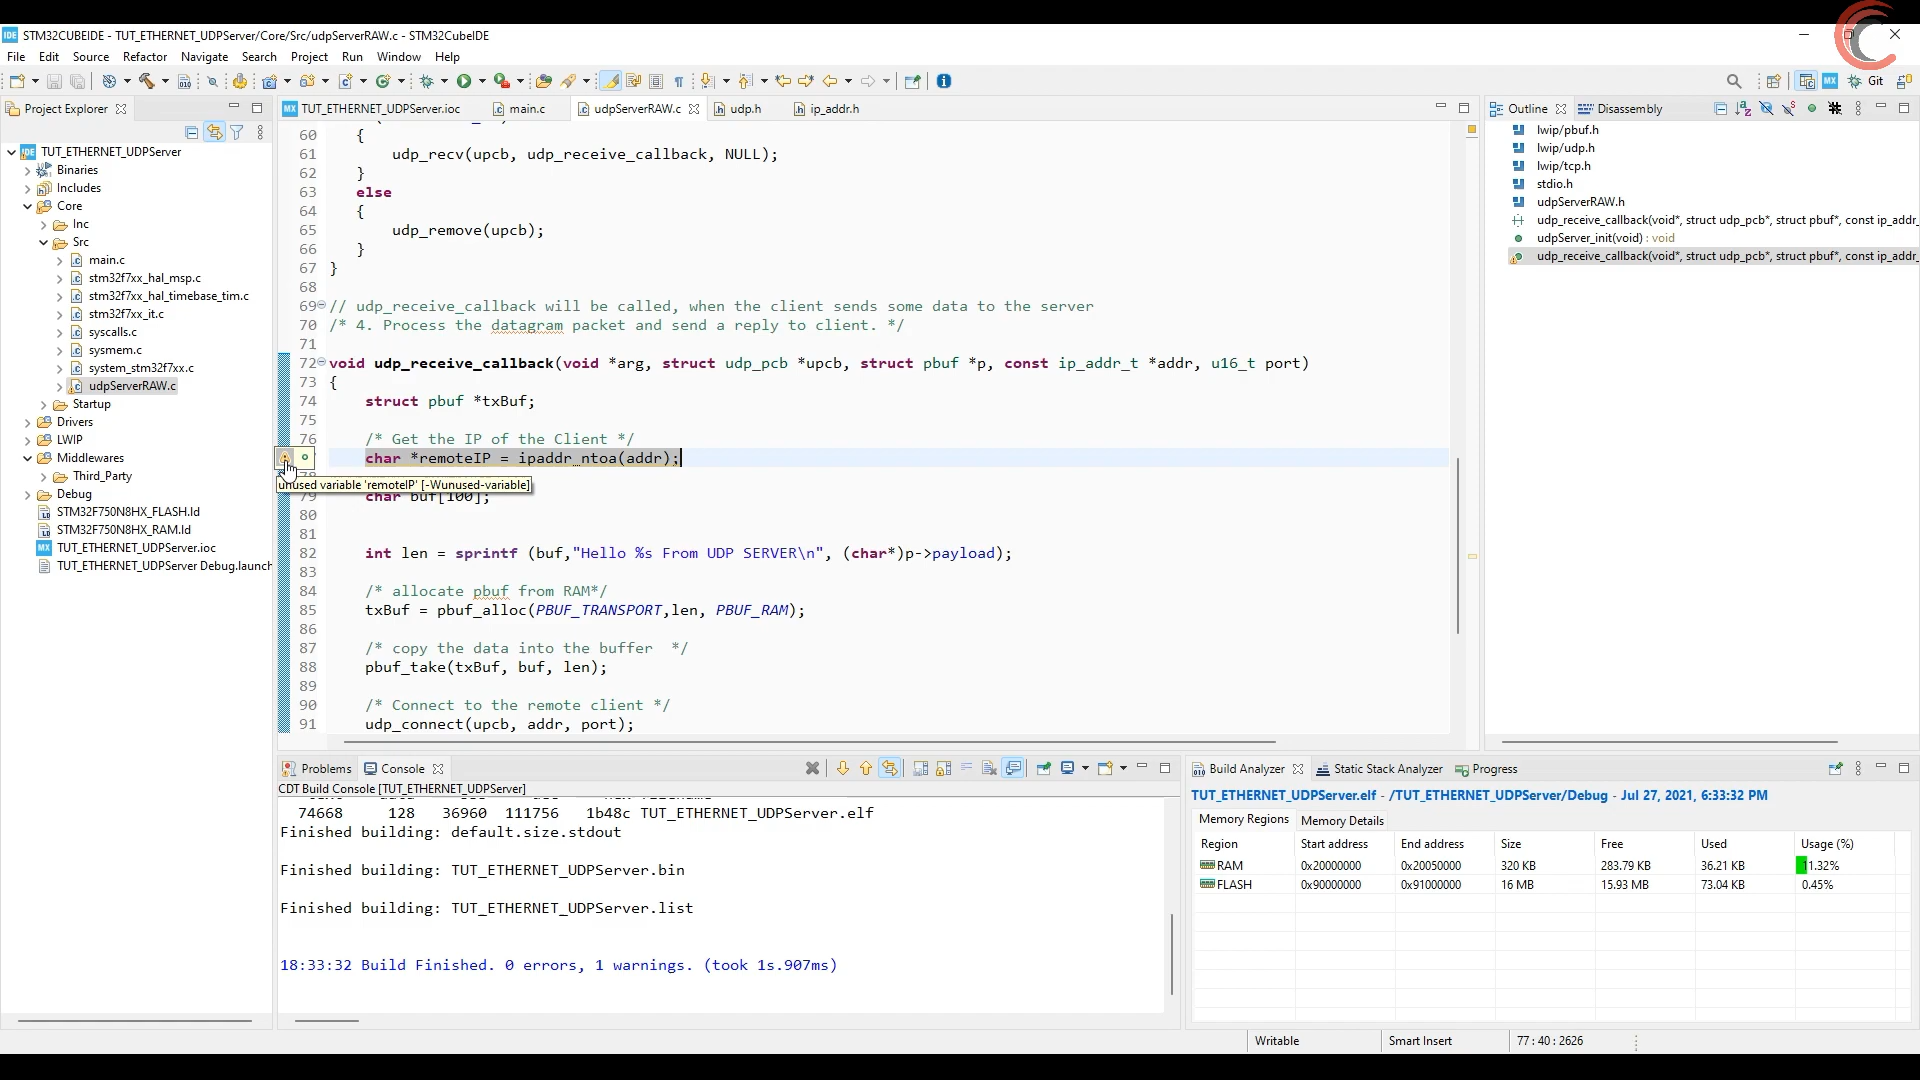 IDE STM32CUBEIDE - TUT_ETHERNET_UDPServer/Core/Src/udpServerRAW.c - STM32CubeIDE
File Edit Source Refactor Navigate Search Project Run Window Help
Git
Project Explorer
TUT_ETHERNET_UDPServer
Binaries
Includes
Core
Inc
Src
main.c
stm32f7xx_hal_msp.c
stm32f7xx_hal_timebase_tim.c
stm32f7xx_it.c
syscalls.c
sysmem.c
system_stm32f7xx.c
udpServerRAW.c
Startup
Drivers
LWIP
Middlewares
Third_Party
Debug
STM32F750N8HX_FLASH.ld
STM32F750N8HX_RAM.ld
TUT_ETHERNET_UDPServer.ioc
TUT_ETHERNET_UDPServer Debug.launch
TUT_ETHERNET_UDPServer.ioc main.c udpServerRAW.c udp.h ip_addr.h
60 {
61 udp_recv(upcb, udp_receive_callback, NULL);
62 }
63 else
64 {
65 udp_remove(upcb);
66 }
67 }
68
69 // udp_receive_callback will be called, when the client sends some data to the server
70 /* 4. Process the datagram packet and send a reply to client. */
71
72 void udp_receive_callback(void *arg, struct udp_pcb *upcb, struct pbuf *p, const ip_addr_t *addr, u16_t port)
73 {
74 struct pbuf *txBuf;
75
76 /* Get the IP of the Client */
char *remoteIP = ipaddr_ntoa(addr);
unused variable 'remoteIP' [-Wunused-variable]
79 char buf[100];
80
81
82 int len = sprintf (buf,"Hello %s From UDP SERVER\n", (char*)p->payload);
83
84 /* allocate pbuf from RAM*/
85 txBuf = pbuf_alloc(PBUF_TRANSPORT,len, PBUF_RAM);
86
87 /* copy the data into the buffer */
88 pbuf_take(txBuf, buf, len);
89
90 /* Connect to the remote client */
91 udp_connect(upcb, addr, port);
Outline Disassembly
lwip/pbuf.h
lwip/udp.h
lwip/tcp.h
stdio.h
udpServerRAW.h
udp_receive_callback(void*, struct udp_pcb*, struct pbuf*, const ip_addr_
udpServer_init(void) : void
udp_receive_callback(void*, struct udp_pcb*, struct pbuf*, const ip_addr_
Problems Console
CDT Build Console [TUT_ETHERNET_UDPServer]
74668 128 36960 111756 1b48c TUT_ETHERNET_UDPServer.elf
Finished building: default.size.stdout
Finished building: TUT_ETHERNET_UDPServer.bin
Finished building: TUT_ETHERNET_UDPServer.list
18:33:32 Build Finished. 0 errors, 1 warnings. (took 1s.907ms)
Build Analyzer Static Stack Analyzer Progress
TUT_ETHERNET_UDPServer.elf - /TUT_ETHERNET_UDPServer/Debug - Jul 27, 2021, 6:33:32 PM
Memory Regions Memory Details
Region Start address End address Size Free Used Usage (%)
RAM 0x20000000 0x20050000 320 KB 283.79 KB 36.21 KB 11.32%
FLASH 0x90000000 0x91000000 16 MB 15.93 MB 73.04 KB 0.45%
Writable Smart Insert 77 : 40 : 2626